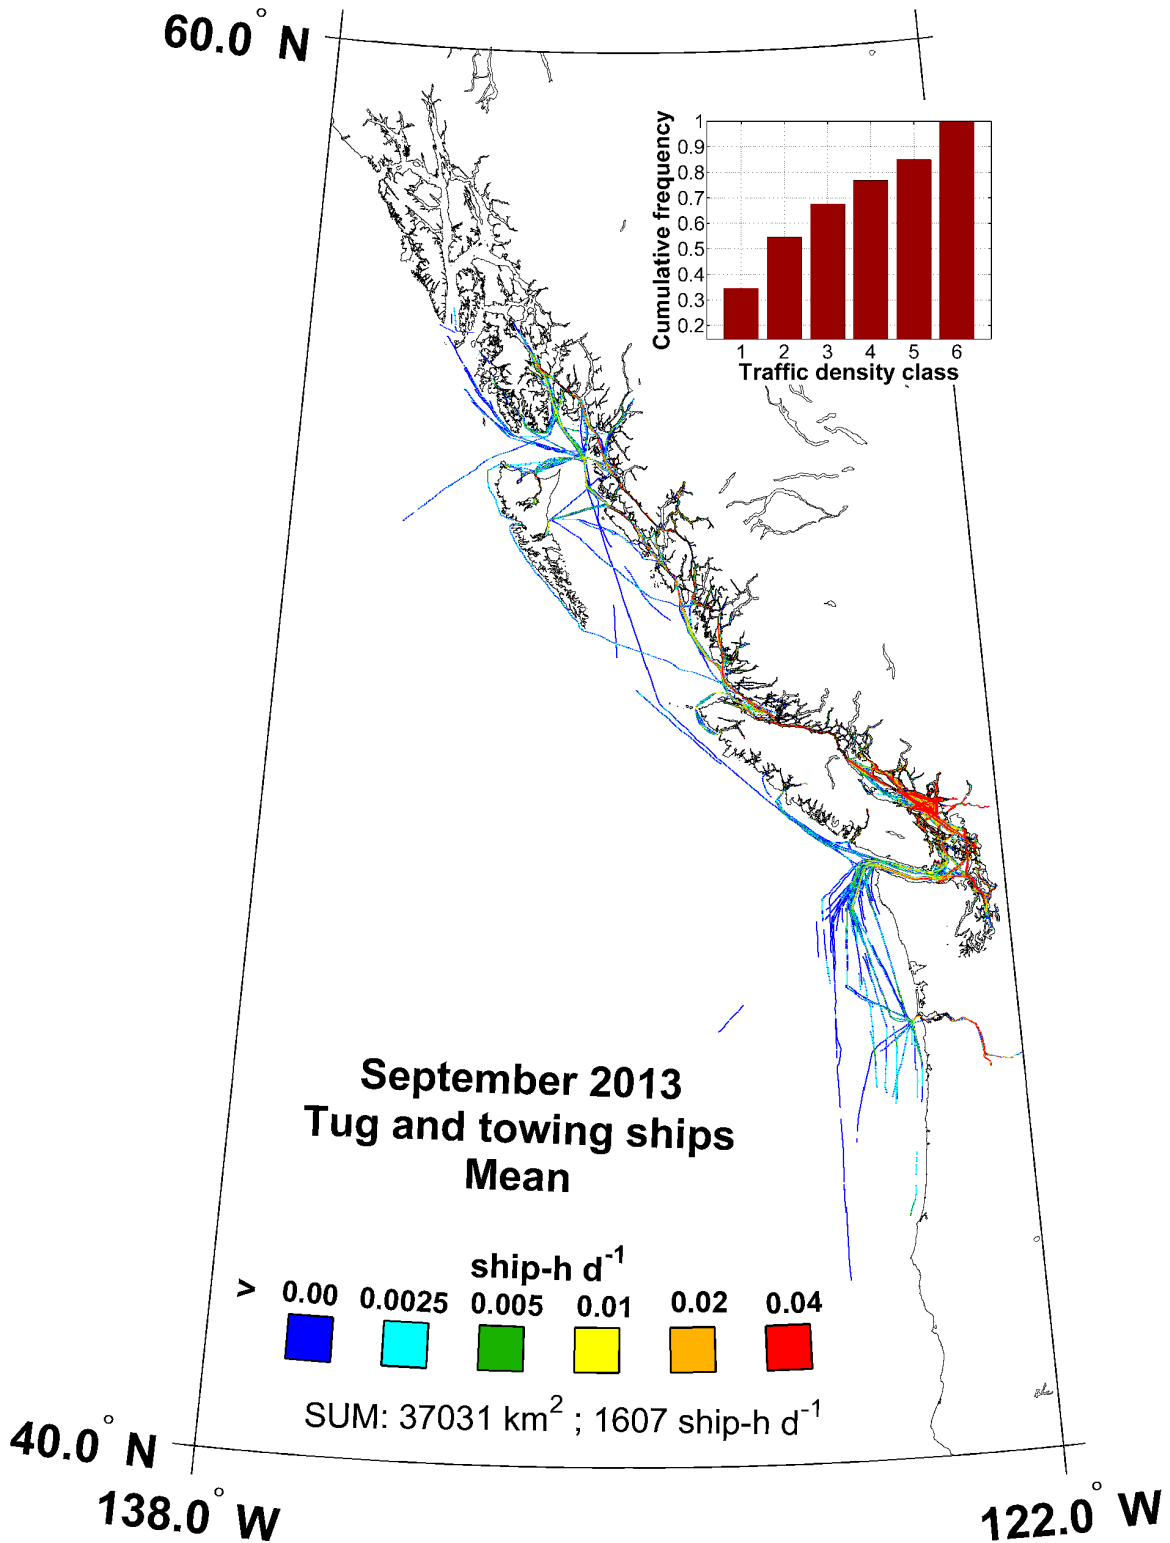 60.0° N
1
0.9
0.8
0.7
0.6
0.5
0.4
0.3
0.2
Cumulative frequency
1 2 3 4 5 6
Traffic density class
September 2013
Tug and towing ships
Mean
ship-h d⁻¹
> 0.00 0.0025 0.005 0.01 0.02 0.04
SUM: 37031 km² ; 1607 ship-h d⁻¹
40.0° N
138.0° W
122.0° W